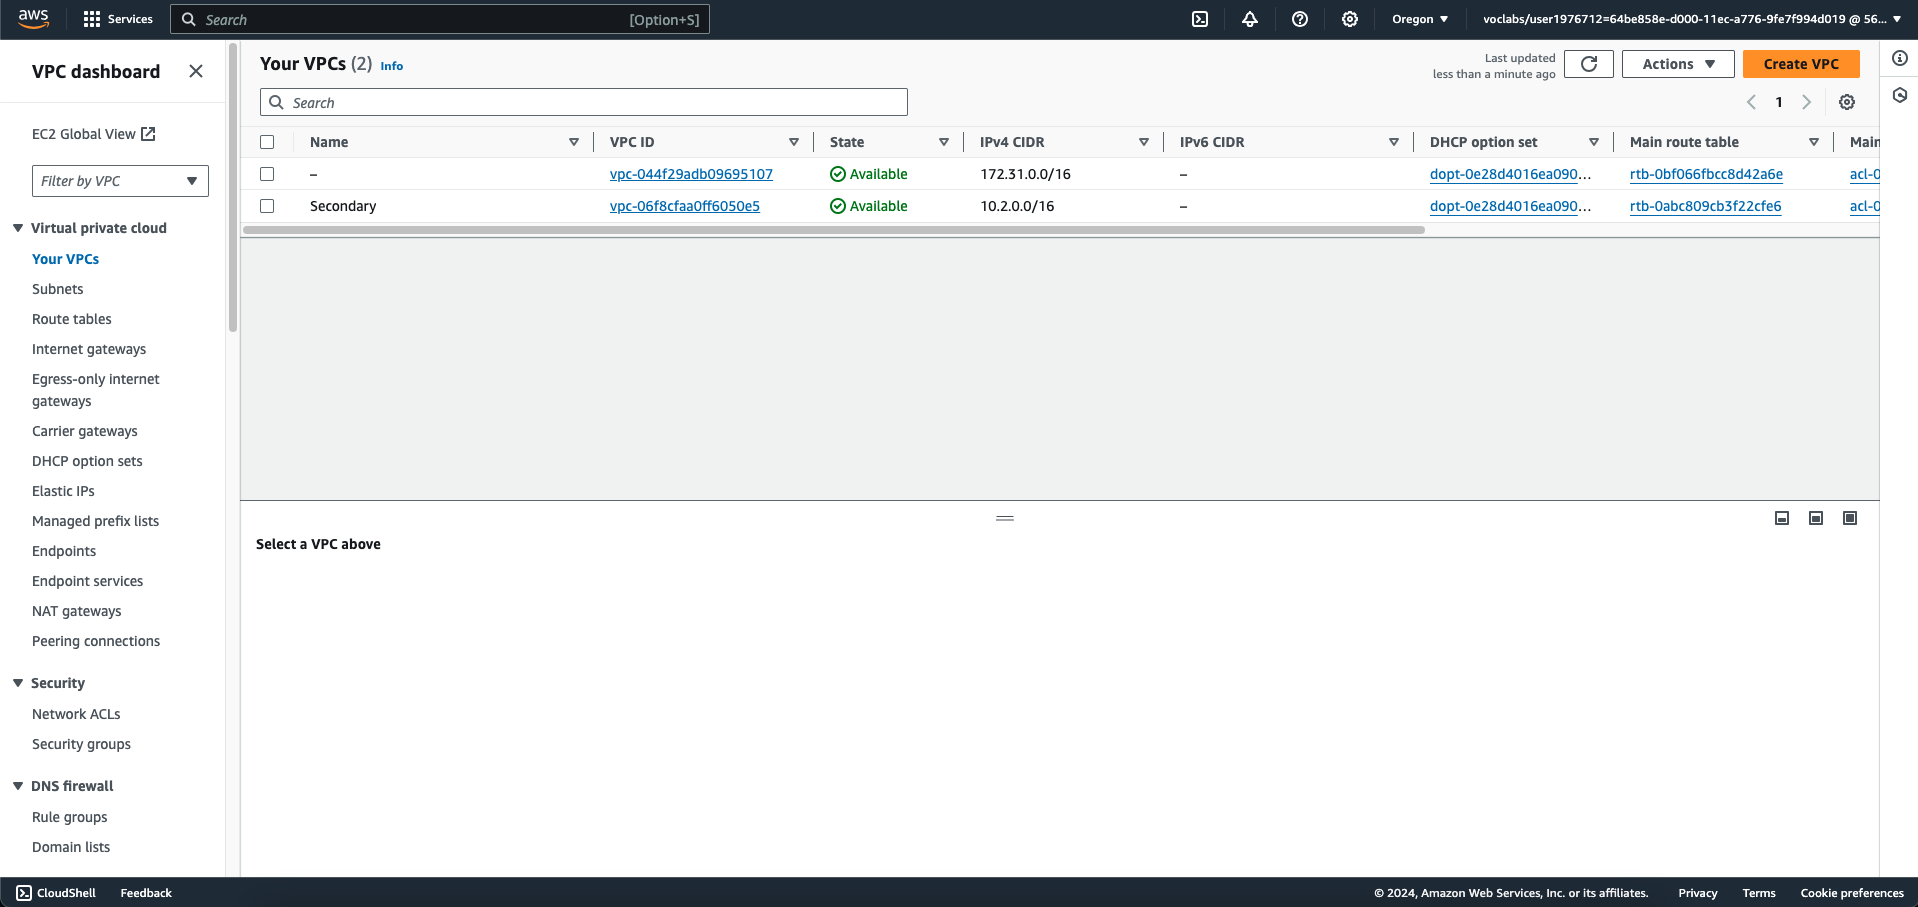 aws Services Search [Option+S] Oregon voclabs/user1976712=64be858e-d000-11ec-a776-9fe7f994d019 @ 56...
VPC dashboard
EC2 Global View
Filter by VPC
Virtual private cloud
Your VPCs
Subnets
Route tables
Internet gateways
Egress-only internet
gateways
Carrier gateways
DHCP option sets
Elastic IPs
Managed prefix lists
Endpoints
Endpoint services
NAT gateways
Peering connections
Security
Network ACLs
Security groups
DNS firewall
Rule groups
Domain lists
Your VPCs (2) Info
Last updated
less than a minute ago
Actions
Create VPC
Search
1
Name VPC ID State IPv4 CIDR IPv6 CIDR DHCP option set Main route table Main
– vpc-044f29adb09695107 Available 172.31.0.0/16 – dopt-0e28d4016ea090... rtb-0bf066fbcc8d42a6e acl-0
Secondary vpc-06f8cfaa0ff6050e5 Available 10.2.0.0/16 – dopt-0e28d4016ea090... rtb-0abc809cb3f22cfe6 acl-0
Select a VPC above
CloudShell Feedback © 2024, Amazon Web Services, Inc. or its affiliates. Privacy Terms Cookie preferences